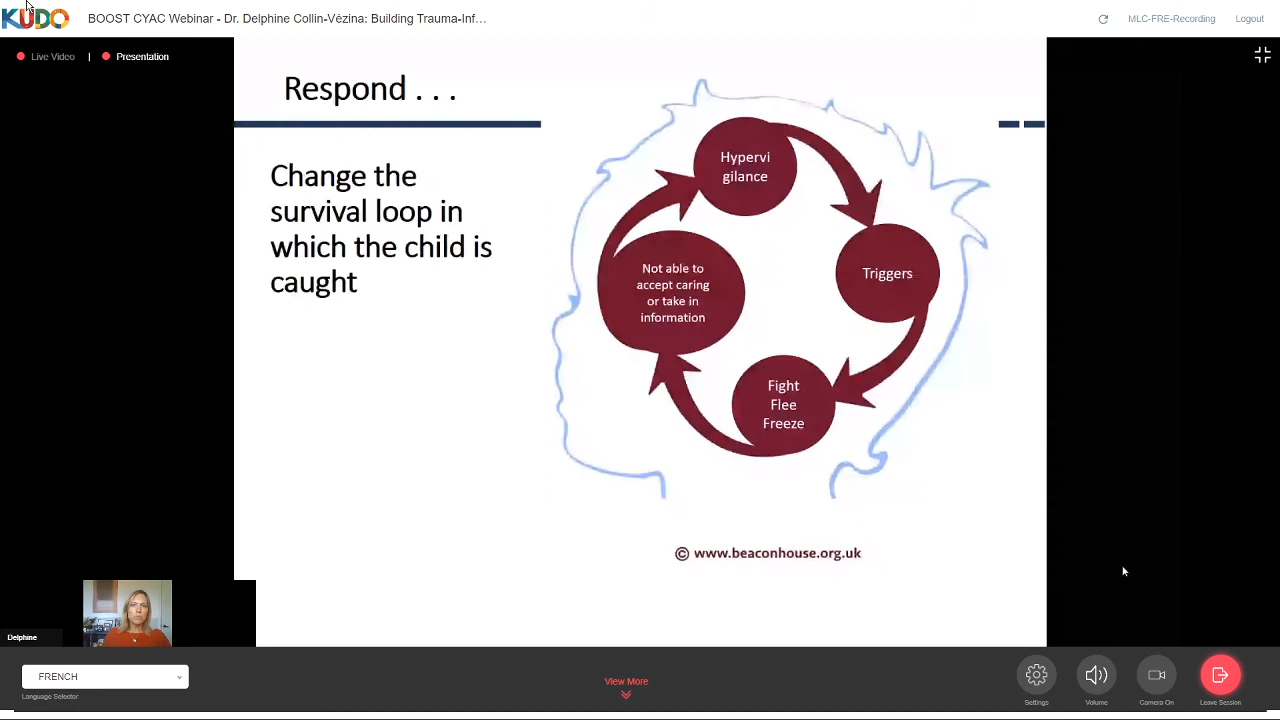 KUDO
BOOST CYAC Webinar - Dr. Delphine Collin-Vézina: Building Trauma-Inf...
MLC-FRE-Recording
Logout
Live Video
|
Presentation
Respond . . .
Change the
survival loop in
which the child is
caught
Hypervi
gilance
Triggers
Fight
Flee
Freeze
Not able to
accept caring
or take in
information
© www.beaconhouse.org.uk
Delphine
FRENCH
Language Selector
View More
Settings
Volume
Camera On
Leave Session